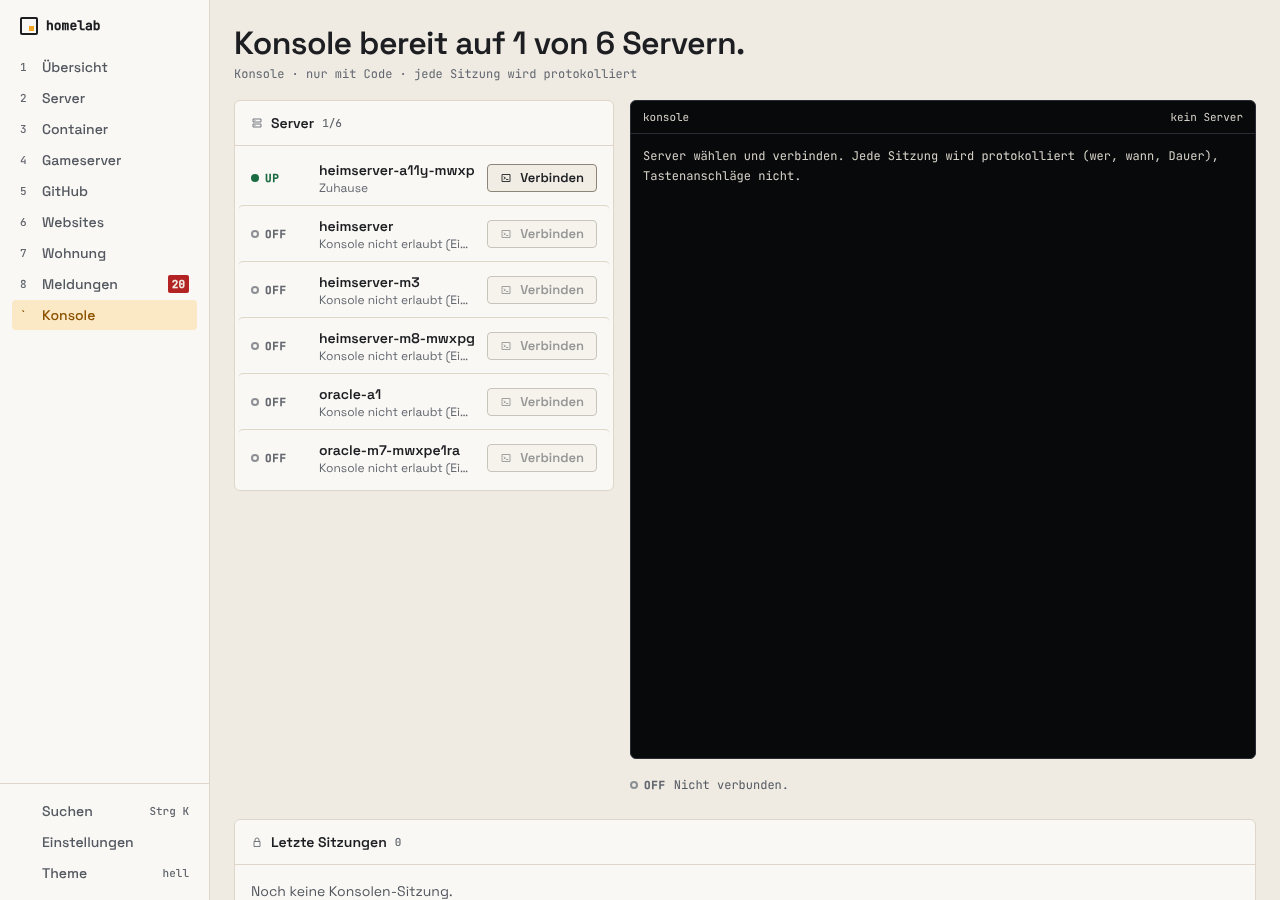 homelab
1 Übersicht
2 Server
3 Container
4 Gameserver
5 GitHub
6 Websites
7 Wohnung
8 Meldungen 20
` Konsole
Suchen Strg K
Einstellungen
Theme hell
Konsole bereit auf 1 von 6 Servern.
Konsole · nur mit Code · jede Sitzung wird protokolliert
Server 1/6
UP heimserver-a11y-mwxp Verbinden
Zuhause
OFF heimserver Verbinden
Konsole nicht erlaubt (Ei...
OFF heimserver-m3 Verbinden
Konsole nicht erlaubt (Ei...
OFF heimserver-m8-mwxpg Verbinden
Konsole nicht erlaubt (Ei...
OFF oracle-a1 Verbinden
Konsole nicht erlaubt (Ei...
OFF oracle-m7-mwxpe1ra Verbinden
Konsole nicht erlaubt (Ei...
konsole kein Server
Server wählen und verbinden. Jede Sitzung wird protokolliert (wer, wann, Dauer),
Tastenanschläge nicht.
OFF Nicht verbunden.
Letzte Sitzungen 0
Noch keine Konsolen-Sitzung.